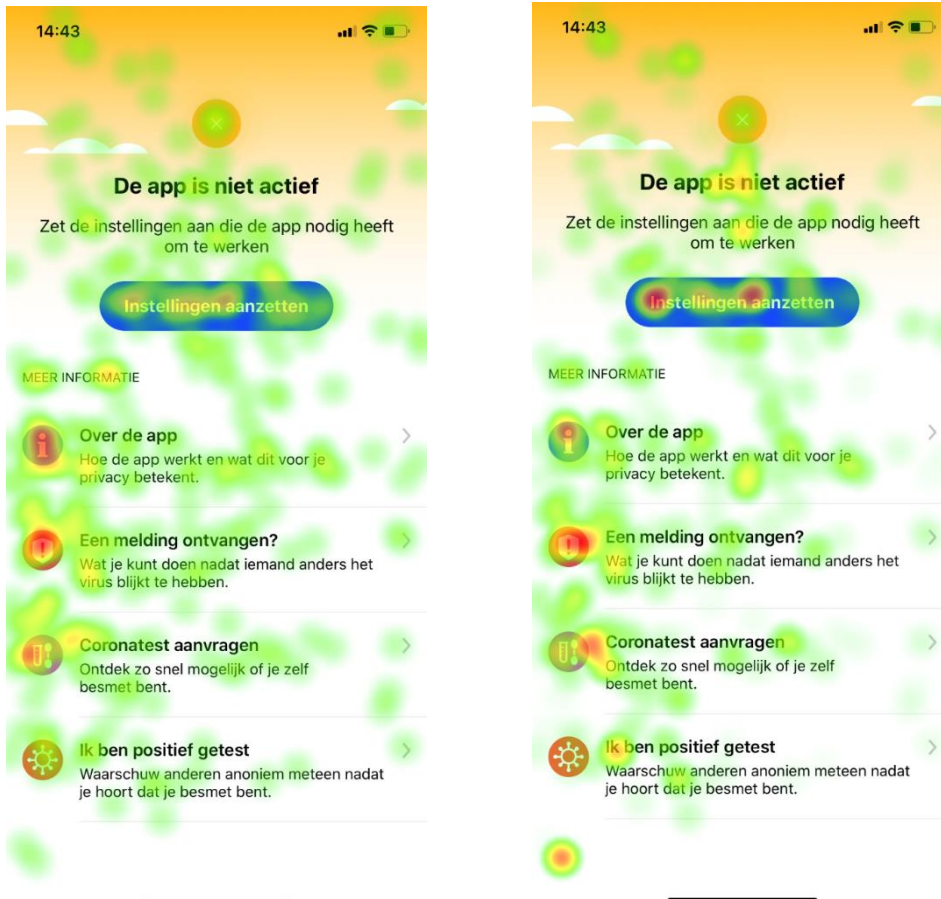 14:43
De app is niet actief
Zet de instellingen aan die de app nodig heeft
om te werken
Instellingen aanzetten
MEER INFORMATIE
Over de app
Hoe de app werkt en wat dit voor je
privacy betekent.
Een melding ontvangen?
Wat je kunt doen nadat iemand anders het
virus blijkt te hebben.
Coronatest aanvragen
Ontdek zo snel mogelijk of je zelf
besmet bent.
Ik ben positief getest
Waarschuw anderen anoniem meteen nadat
je hoort dat je besmet bent.
14:43
De app is niet actief
Zet de instellingen aan die de app nodig heeft
om te werken
Instellingen aanzetten
MEER INFORMATIE
Over de app
Hoe de app werkt en wat dit voor je
privacy betekent.
Een melding ontvangen?
Wat je kunt doen nadat iemand anders het
virus blijkt te hebben.
Coronatest aanvragen
Ontdek zo snel mogelijk of je zelf
besmet bent.
Ik ben positief getest
Waarschuw anderen anoniem meteen nadat
je hoort dat je besmet bent.